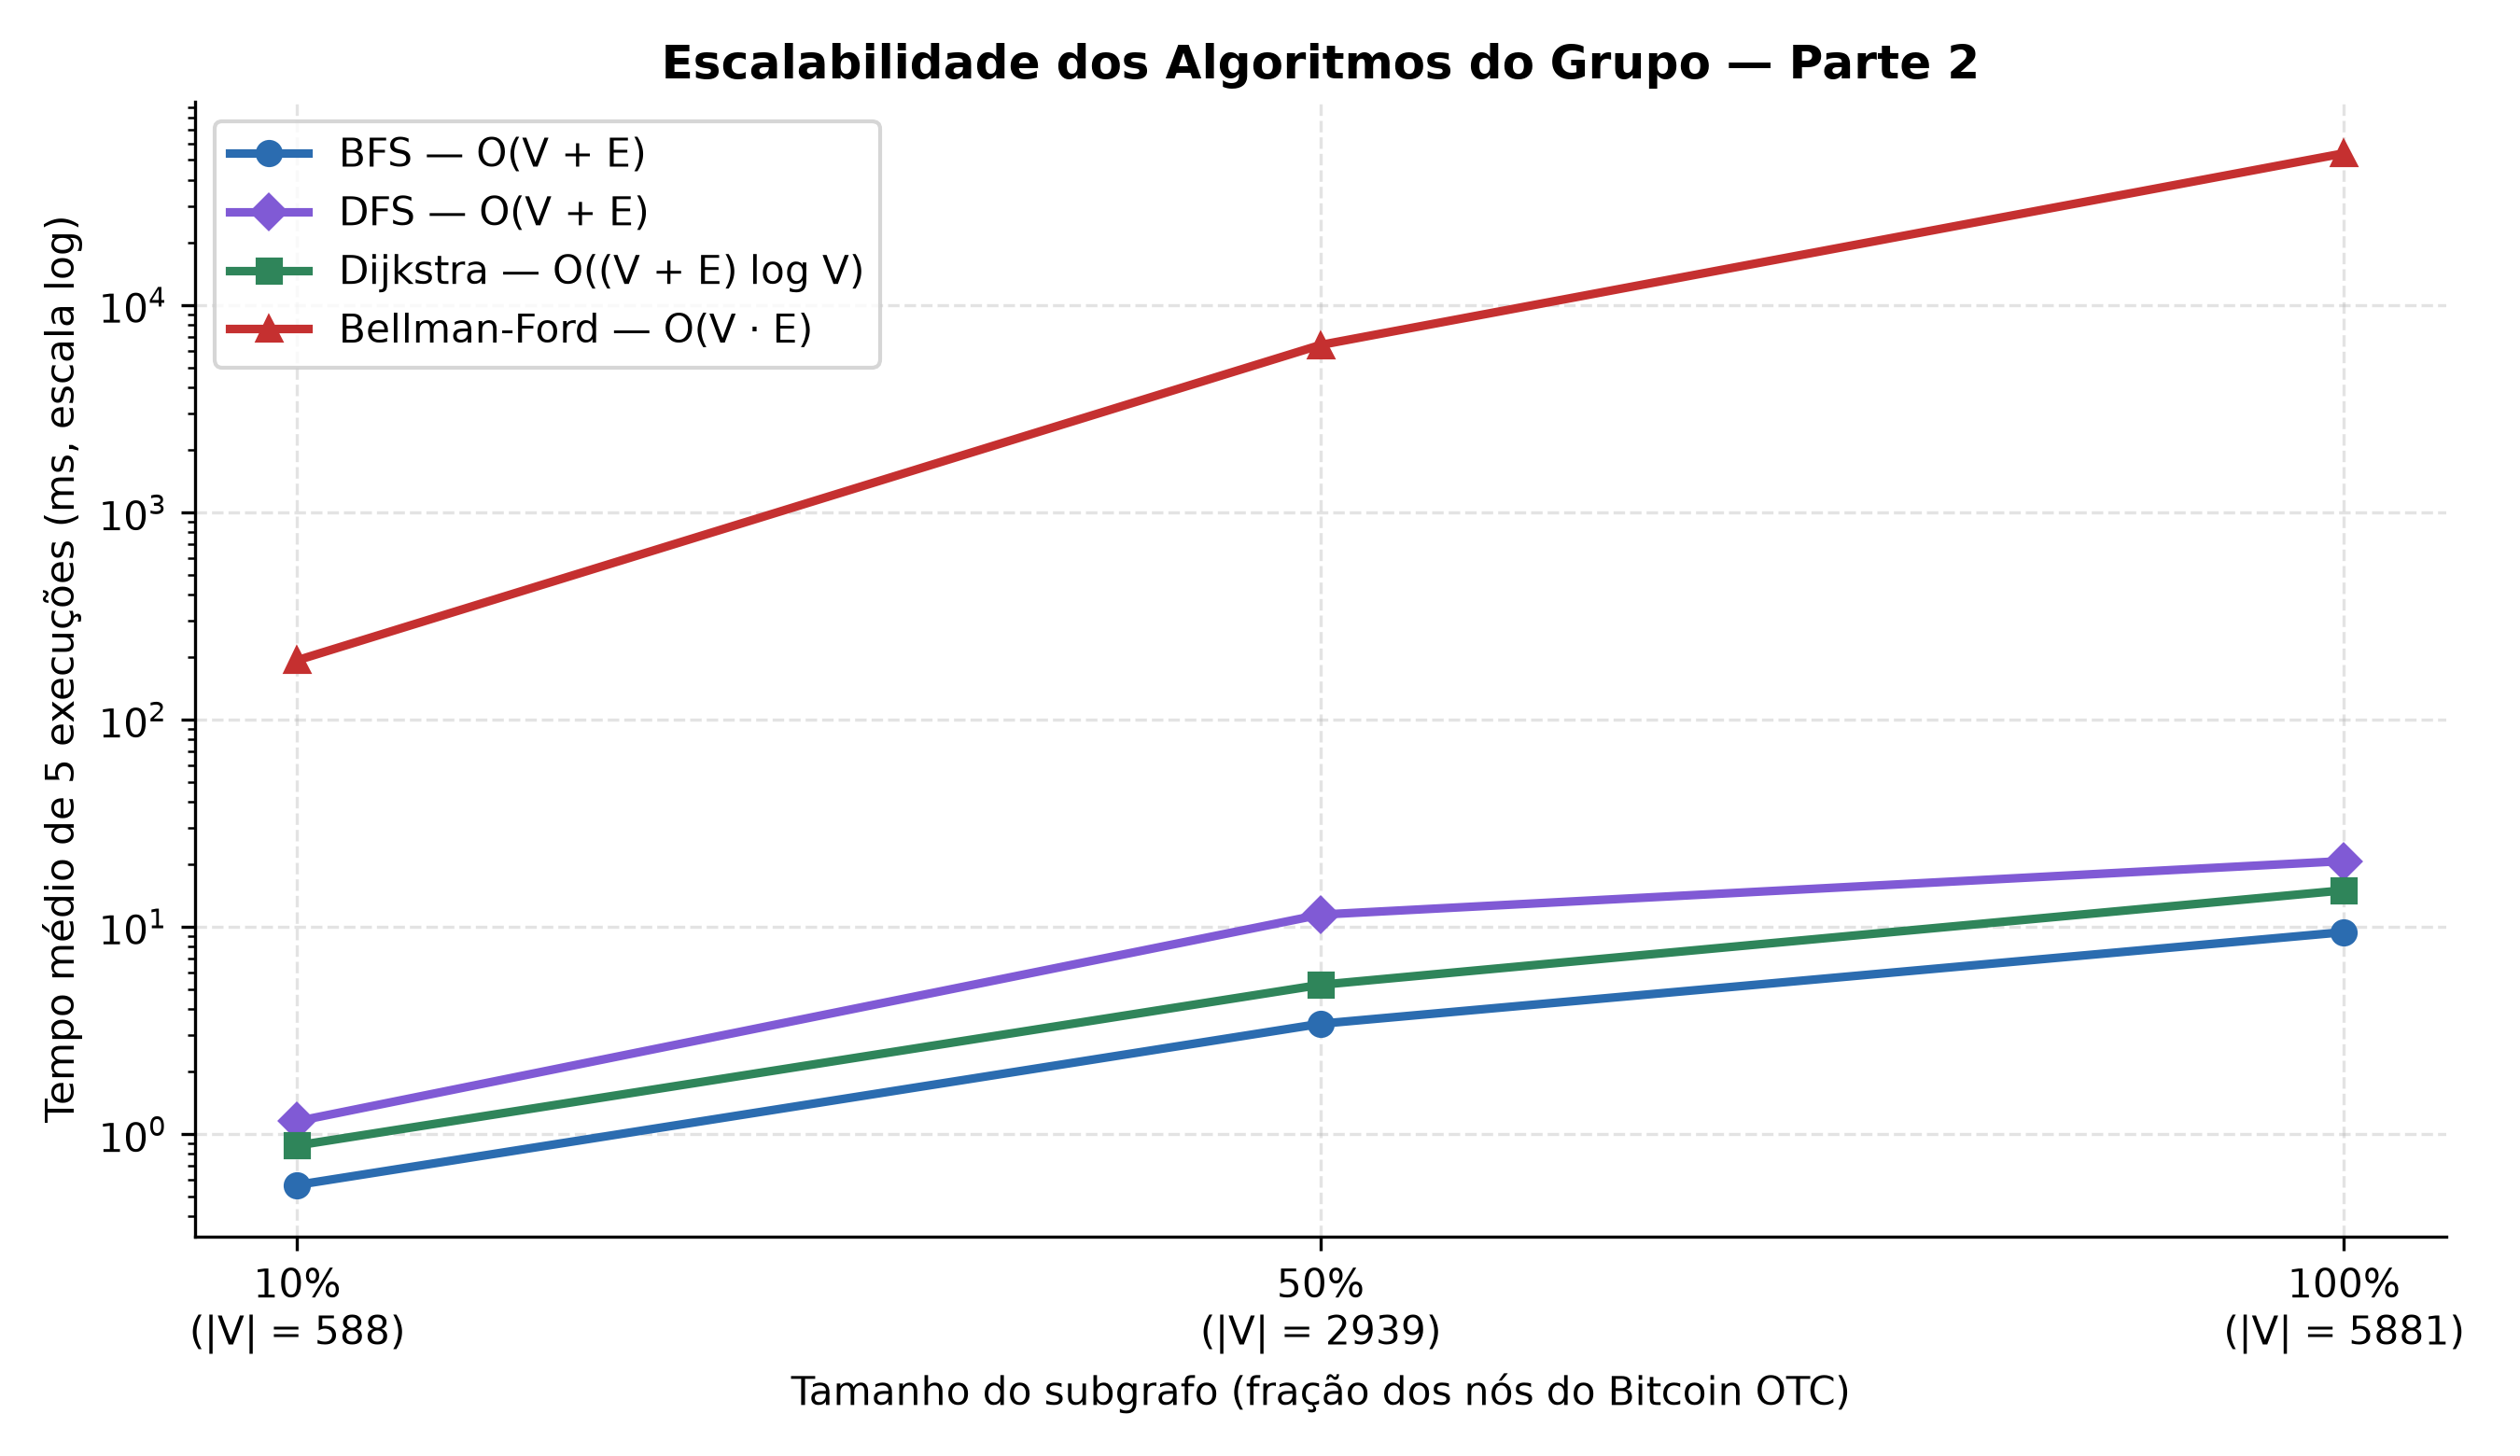 Escalabilidade dos Algoritmos do Grupo — Parte 2
BFS — O(V + E)
DFS — O(V + E)
Dijkstra — O((V + E) log V)
Bellman-Ford — O(V · E)
Tempo médio de 5 execuções (ms, escala log)
10⁴
10³
10²
10¹
10⁰
10%
(|V| = 588)
50%
(|V| = 2939)
100%
(|V| = 5881)
Tamanho do subgrafo (fração dos nós do Bitcoin OTC)